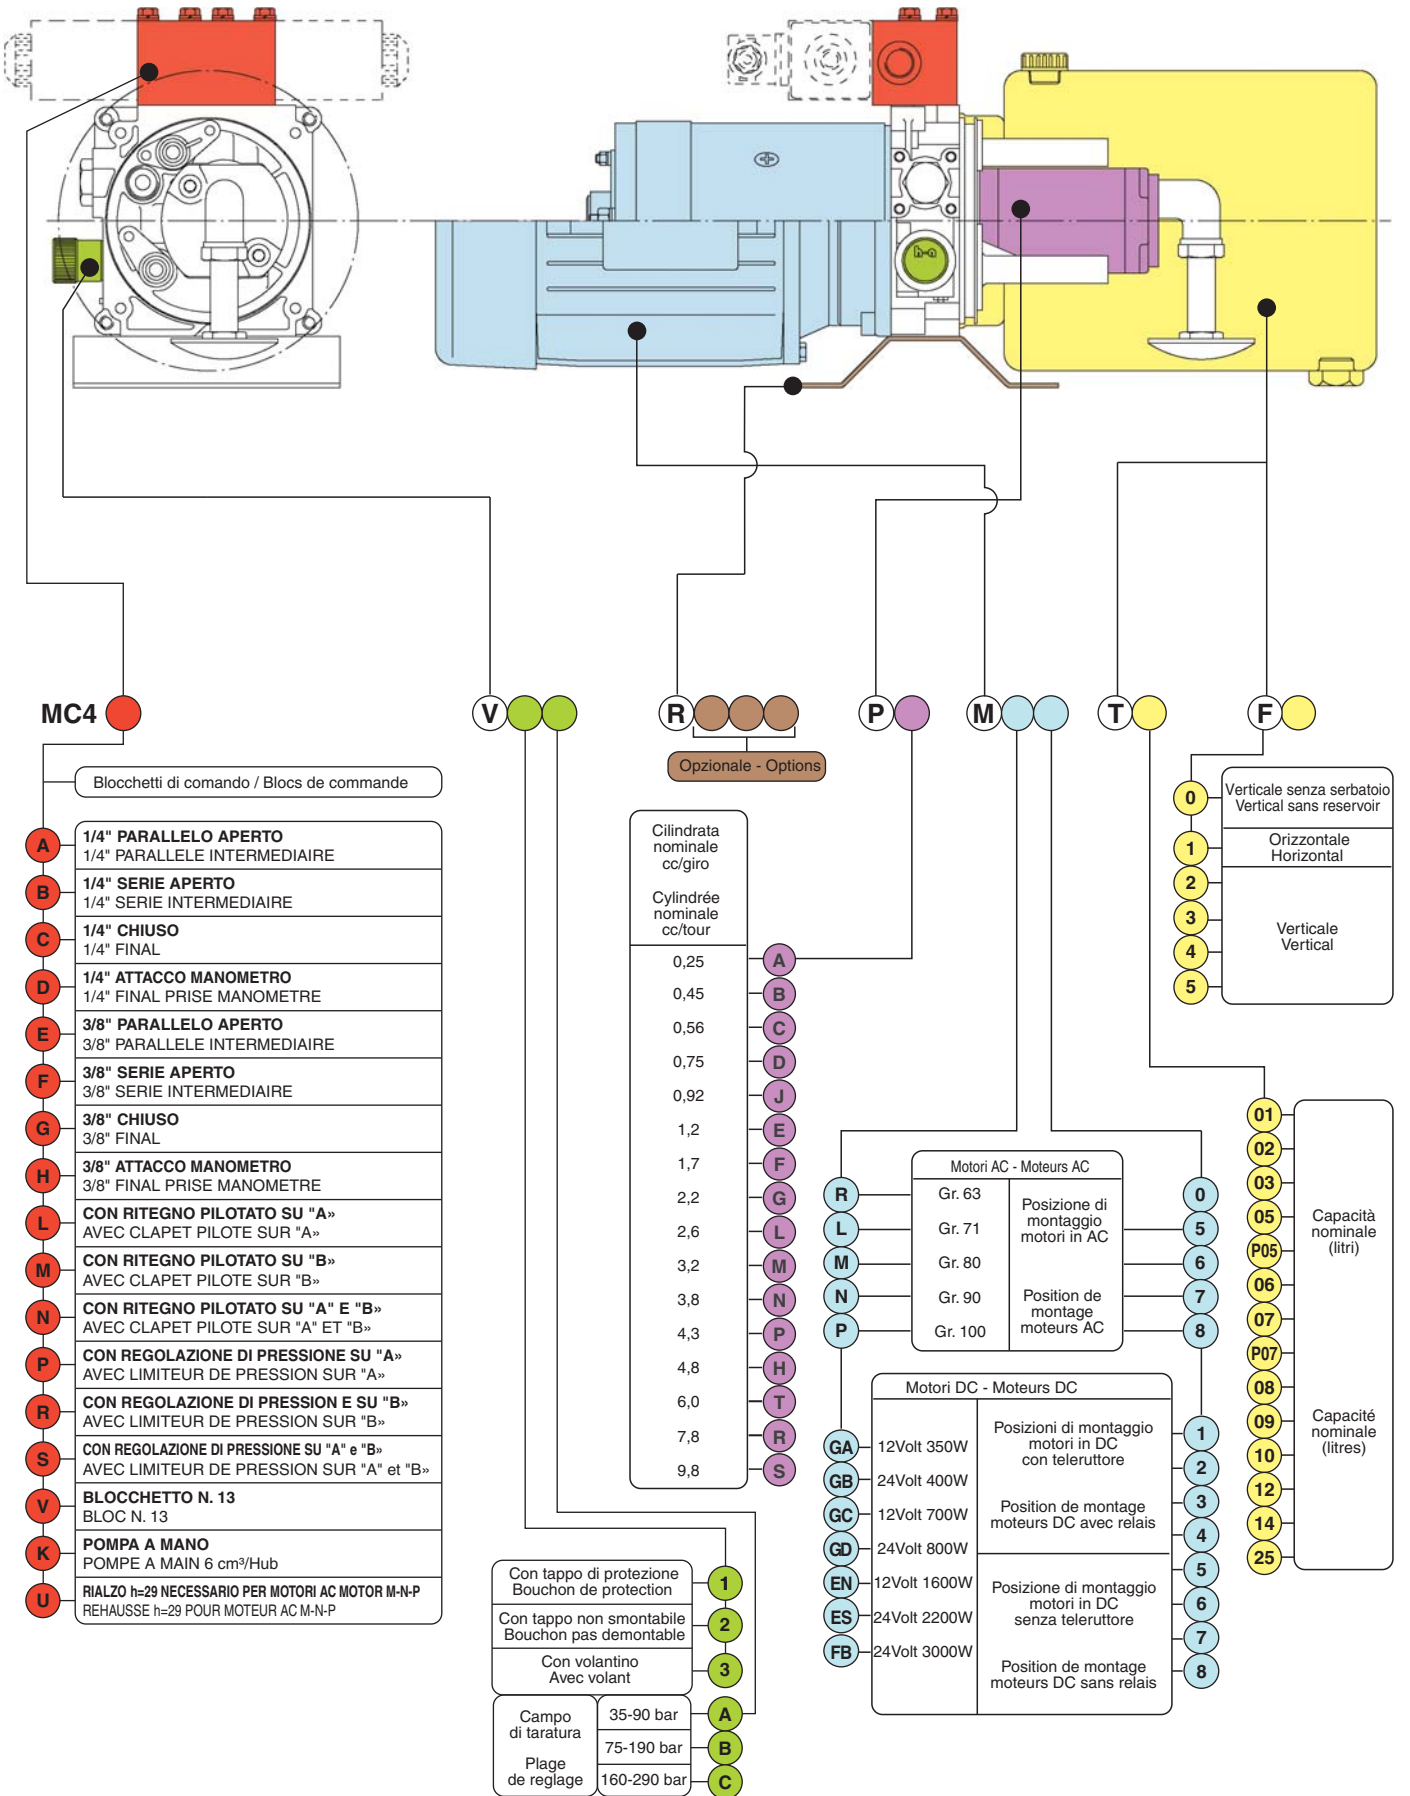 h-a
MC4
V
R
P
M
T
F
Opzionale - Options
Blocchetti di comando / Blocs de commande
A
1/4" PARALLELO APERTO
1/4" PARALLELE INTERMEDIAIRE
B
1/4" SERIE APERTO
1/4" SERIE INTERMEDIAIRE
C
1/4" CHIUSO
1/4" FINAL
D
1/4" ATTACCO MANOMETRO
1/4" FINAL PRISE MANOMETRE
E
3/8" PARALLELO APERTO
3/8" PARALLELE INTERMEDIAIRE
F
3/8" SERIE APERTO
3/8" SERIE INTERMEDIAIRE
G
3/8" CHIUSO
3/8" FINAL
H
3/8" ATTACCO MANOMETRO
3/8" FINAL PRISE MANOMETRE
L
CON RITEGNO PILOTATO SU "A»
AVEC CLAPET PILOTE SUR "A»
M
CON RITEGNO PILOTATO SU "B»
AVEC CLAPET PILOTE SUR "B»
N
CON RITEGNO PILOTATO SU "A" E "B»
AVEC CLAPET PILOTE SUR "A" ET "B»
P
CON REGOLAZIONE DI PRESSIONE SU "A»
AVEC LIMITEUR DE PRESSION SUR "A»
R
CON REGOLAZIONE DI PRESSION E SU "B»
AVEC LIMITEUR DE PRESSION SUR "B»
S
CON REGOLAZIONE DI PRESSIONE SU "A" e "B»
AVEC LIMITEUR DE PRESSION SUR "A" et "B»
V
BLOCCHETTO N. 13
BLOC N. 13
K
POMPA A MANO
POMPE A MAIN 6 cm³/Hub
U
RIALZO h=29 NECESSARIO PER MOTORI AC MOTOR M-N-P
REHAUSSE h=29 POUR MOTEUR AC M-N-P
Con tappo di protezione
Bouchon de protection
1
Con tappo non smontabile
Bouchon pas demontable
2
Con volantino
Avec volant
3
Campo
di taratura
Plage
de reglage
35-90 bar
A
75-190 bar
B
160-290 bar
C
Cilindrata
nominale
cc/giro
Cylindrée
nominale
cc/tour
0,25 A
0,45 B
0,56 C
0,75 D
0,92 J
1,2 E
1,7 F
2,2 G
2,6 L
3,2 M
3,8 N
4,3 P
4,8 H
6,0 T
7,8 R
9,8 S
Motori AC - Moteurs AC
R Gr. 63
L Gr. 71
M Gr. 80
N Gr. 90
P Gr. 100
Posizione di
montaggio
motori in AC
Position de
montage
moteurs AC
0
5
6
7
8
Motori DC - Moteurs DC
GA 12Volt 350W
GB 24Volt 400W
GC 12Volt 700W
GD 24Volt 800W
EN 12Volt 1600W
ES 24Volt 2200W
FB 24Volt 3000W
Posizioni di montaggio
motori in DC
con teleruttore
Position de montage
moteurs DC avec relais
Posizione di montaggio
motori in DC
senza teleruttore
Position de montage
moteurs DC sans relais
1
2
3
4
5
6
7
8
0
Verticale senza serbatoio
Vertical sans reservoir
1
Orizzontale
Horizontal
2
3
4
5
Verticale
Vertical
01
02
03
05
P05
06
07
P07
08
09
10
12
14
25
Capacità
nominale
(litri)
Capacité
nominale
(litres)